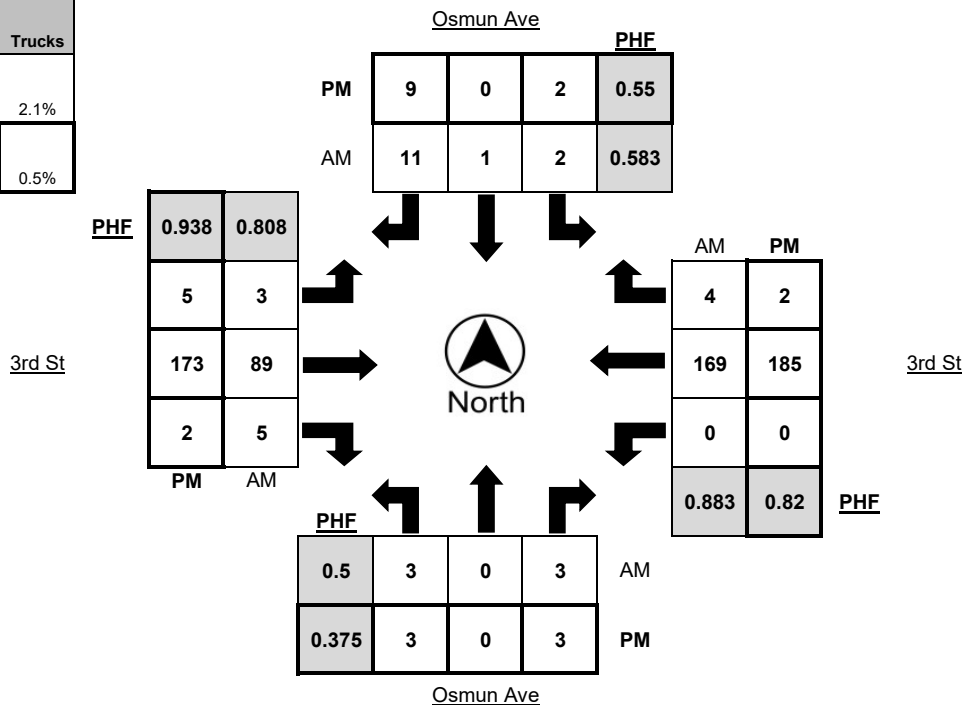 Osmun Ave
Trucks
PHF
PM 9 0 2 0.55
2.1%
AM 11 1 2 0.583
0.5%
PHF 0.938 0.808
AM PM
5 3
4 2
3rd St 173 89
169 185 3rd St
North
2 5
0 0
PM AM
0.883 0.82 PHF
PHF
0.5 3 0 3 AM
0.375 3 0 3 PM
Osmun Ave